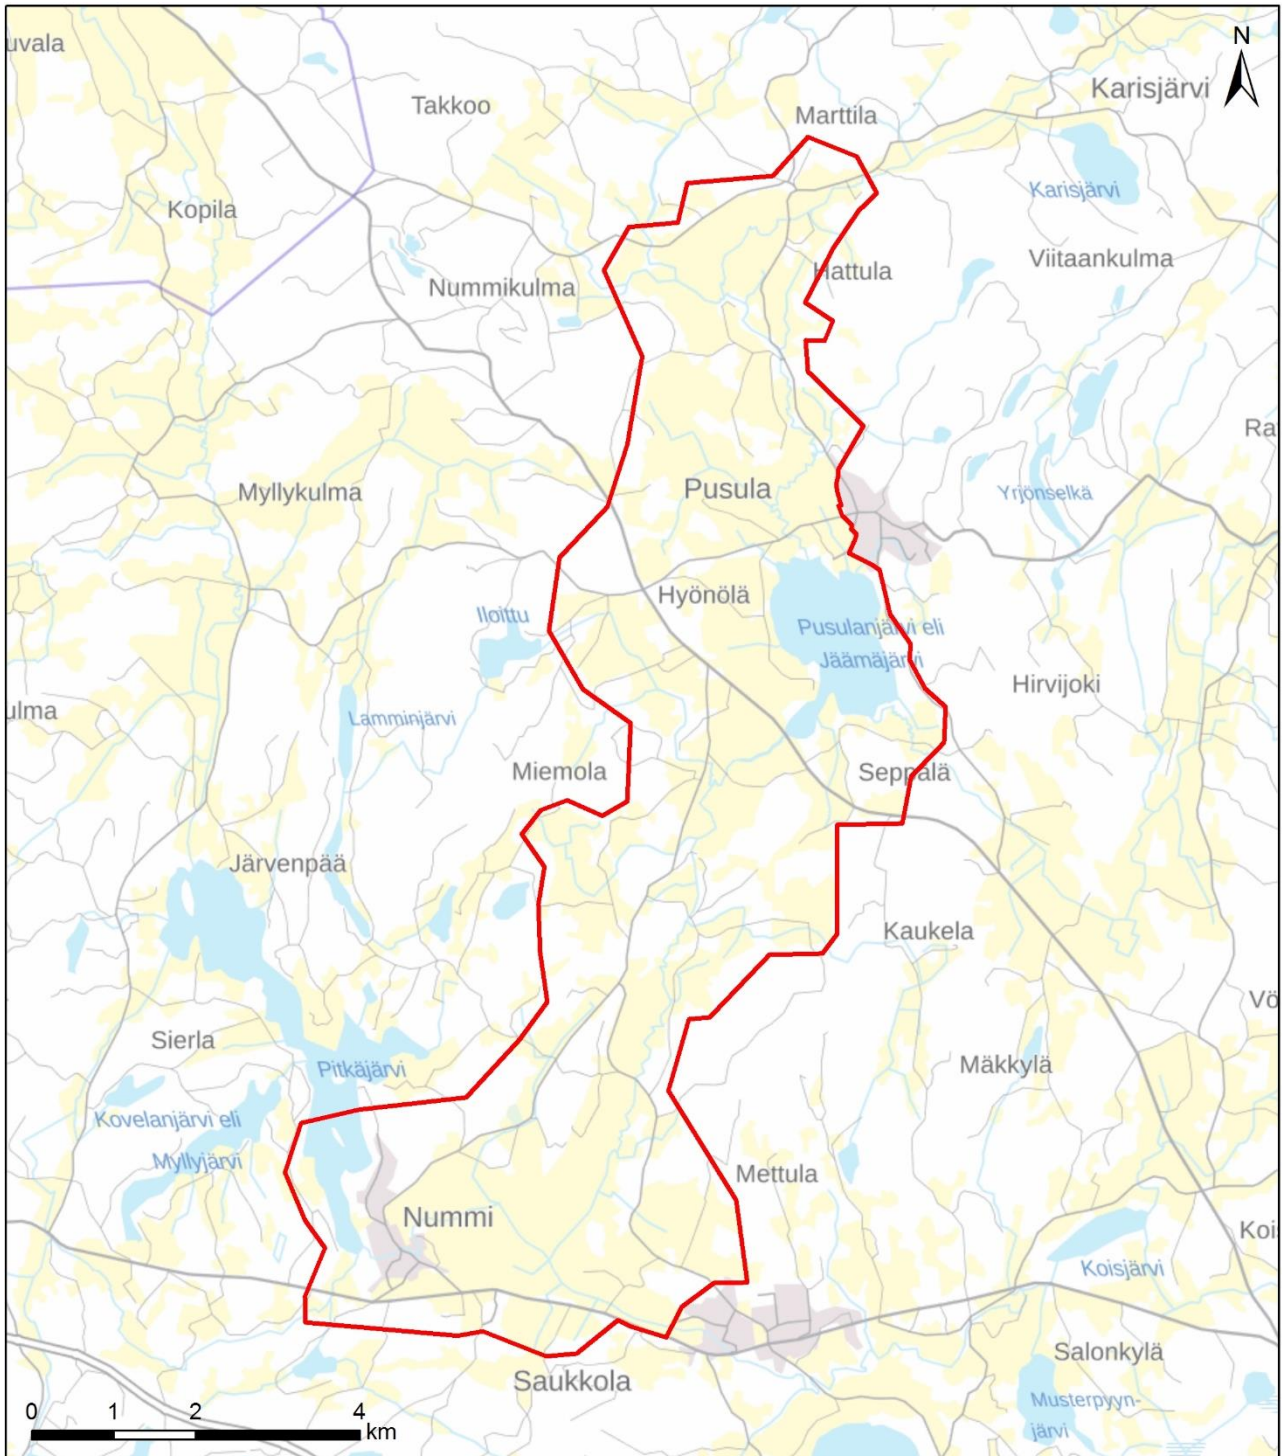 N
uvala
Takkoo
Marttila
Karisjärvi
Karisjärvi
Kopila
Viitaankulma
Hattula
Nummikulma
Ra
Pusula
Myllykulma
Yrjönselkä
Hyönölä
Iloittu
Pusulanjärvi eli
Jäämäjärvi
Hirvijoki
ulma
Lamminjärvi
Miemola
Seppälä
Järvenpää
Kaukela
Vö
Sierla
Pitkäjärvi
Mäkkylä
Kovelanjärvi eli
Myllyjärvi
Mettula
Nummi
Koi
Koisjärvi
Salonkylä
Saukkola
Musterpyyn-
järvi
0 1 2 4
km